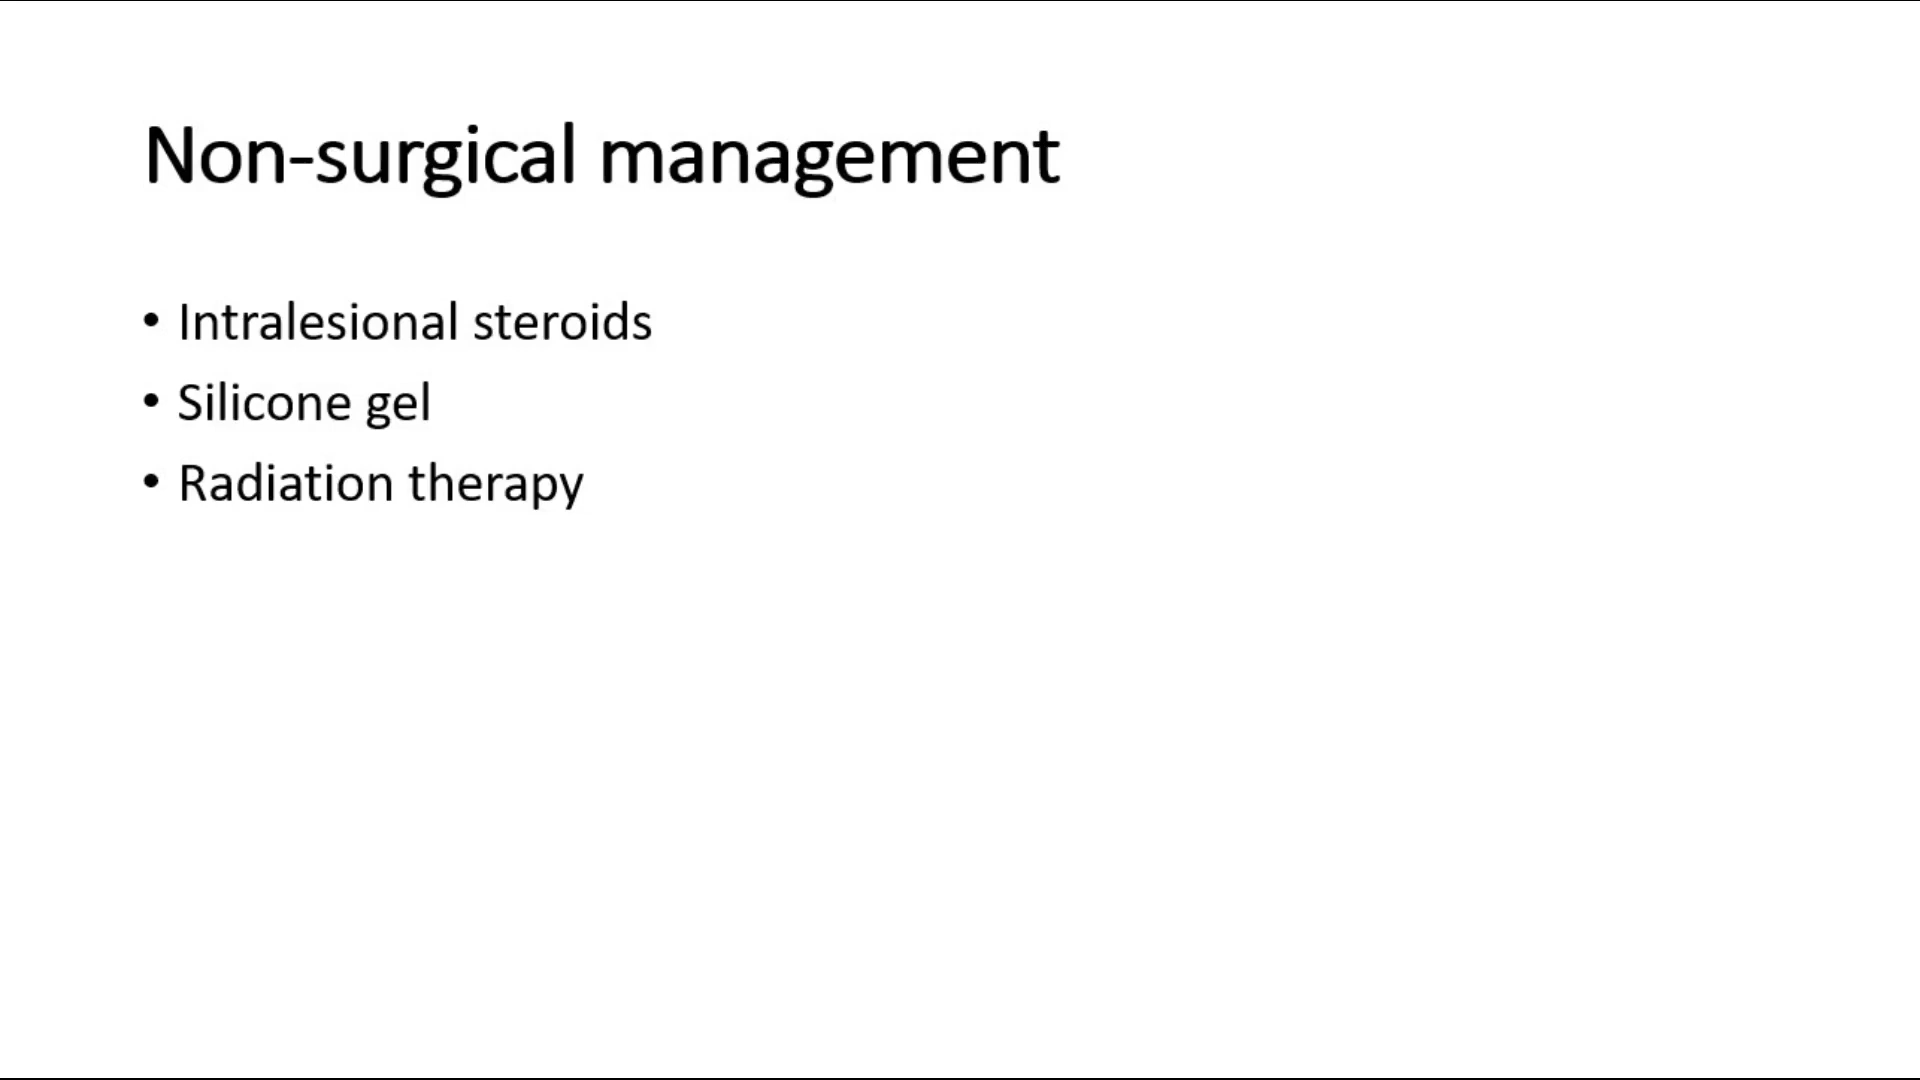 Non-surgical management
• Intralesional steroids
• Silicone gel
• Radiation therapy